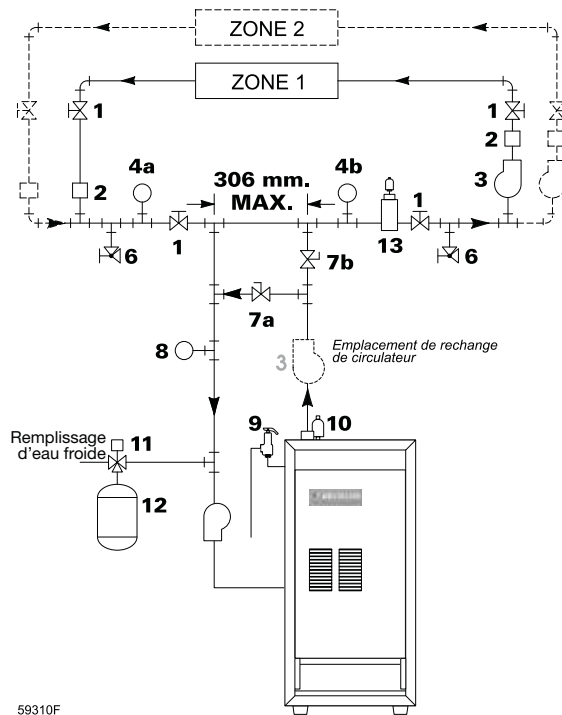 ZONE 2
ZONE 1
1
1
2
4a
4b
306 mm.
MAX.
3
2
6
1
13
1
6
7b
7a
8
3
Emplacement de rechange
de circulateur
9
10
Remplissage
d'eau froide
11
12
59310F